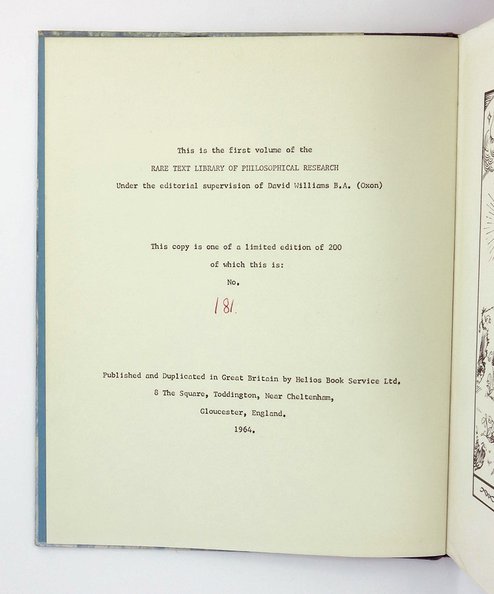 This is the first volume of the
RARE TEXT LIBRARY OF PHILOSOPHICAL RESEARCH
Under the editorial supervision of David Williams B.A. (Oxon)
This copy is one of a limited edition of 200
of which this is:
No.
181.
Published and Duplicated in Great Britain by Helios Book Service Ltd.
8 The Square, Toddington, Near Cheltenham,
Gloucester, England.
1964.